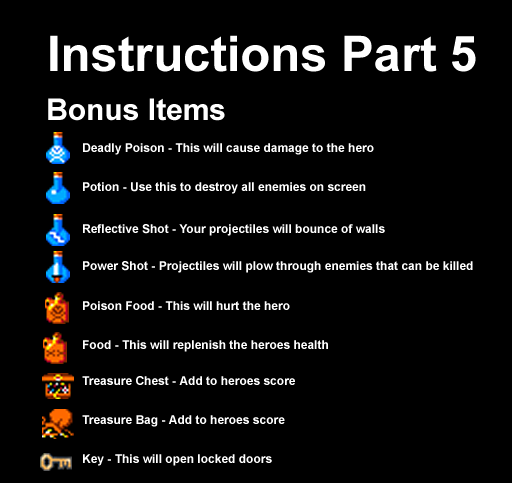 Instructions Part 5
Bonus Items
Deadly Poison - This will cause damage to the hero
Potion - Use this to destroy all enemies on screen
Reflective Shot - Your projectiles will bounce of walls
Power Shot - Projectiles will plow through enemies that can be killed
Poison Food - This will hurt the hero
Food - This will replenish the heroes health
Treasure Chest - Add to heroes score
Treasure Bag - Add to heroes score
Key - This will open locked doors